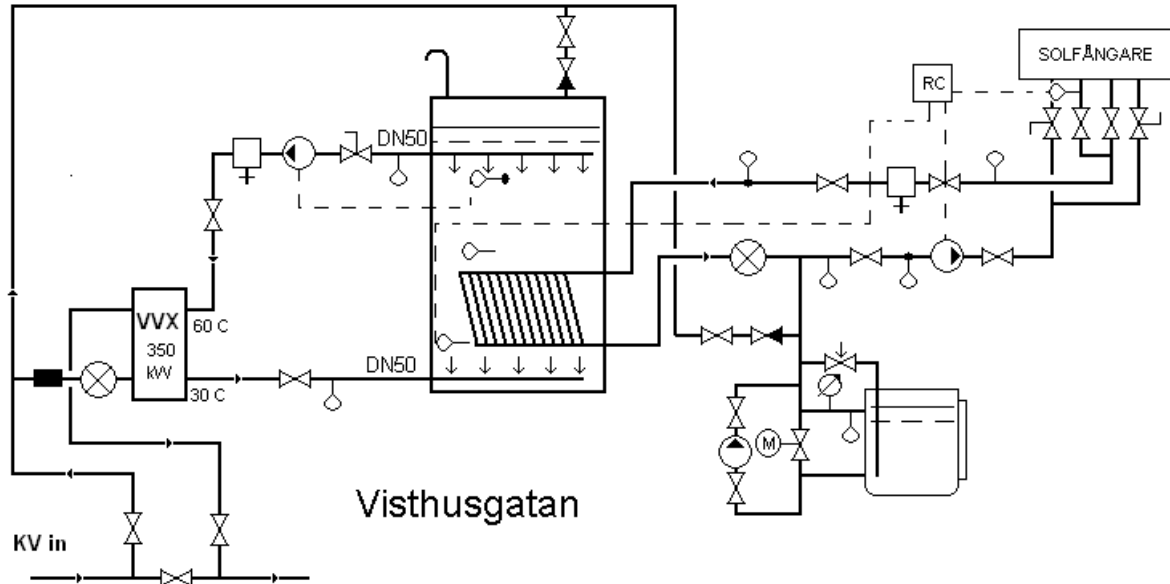 SOLFÅNGARE
RC
DN50
VVX
350
kW
60 C
30 C
DN50
M
Visthusgatan
KV in